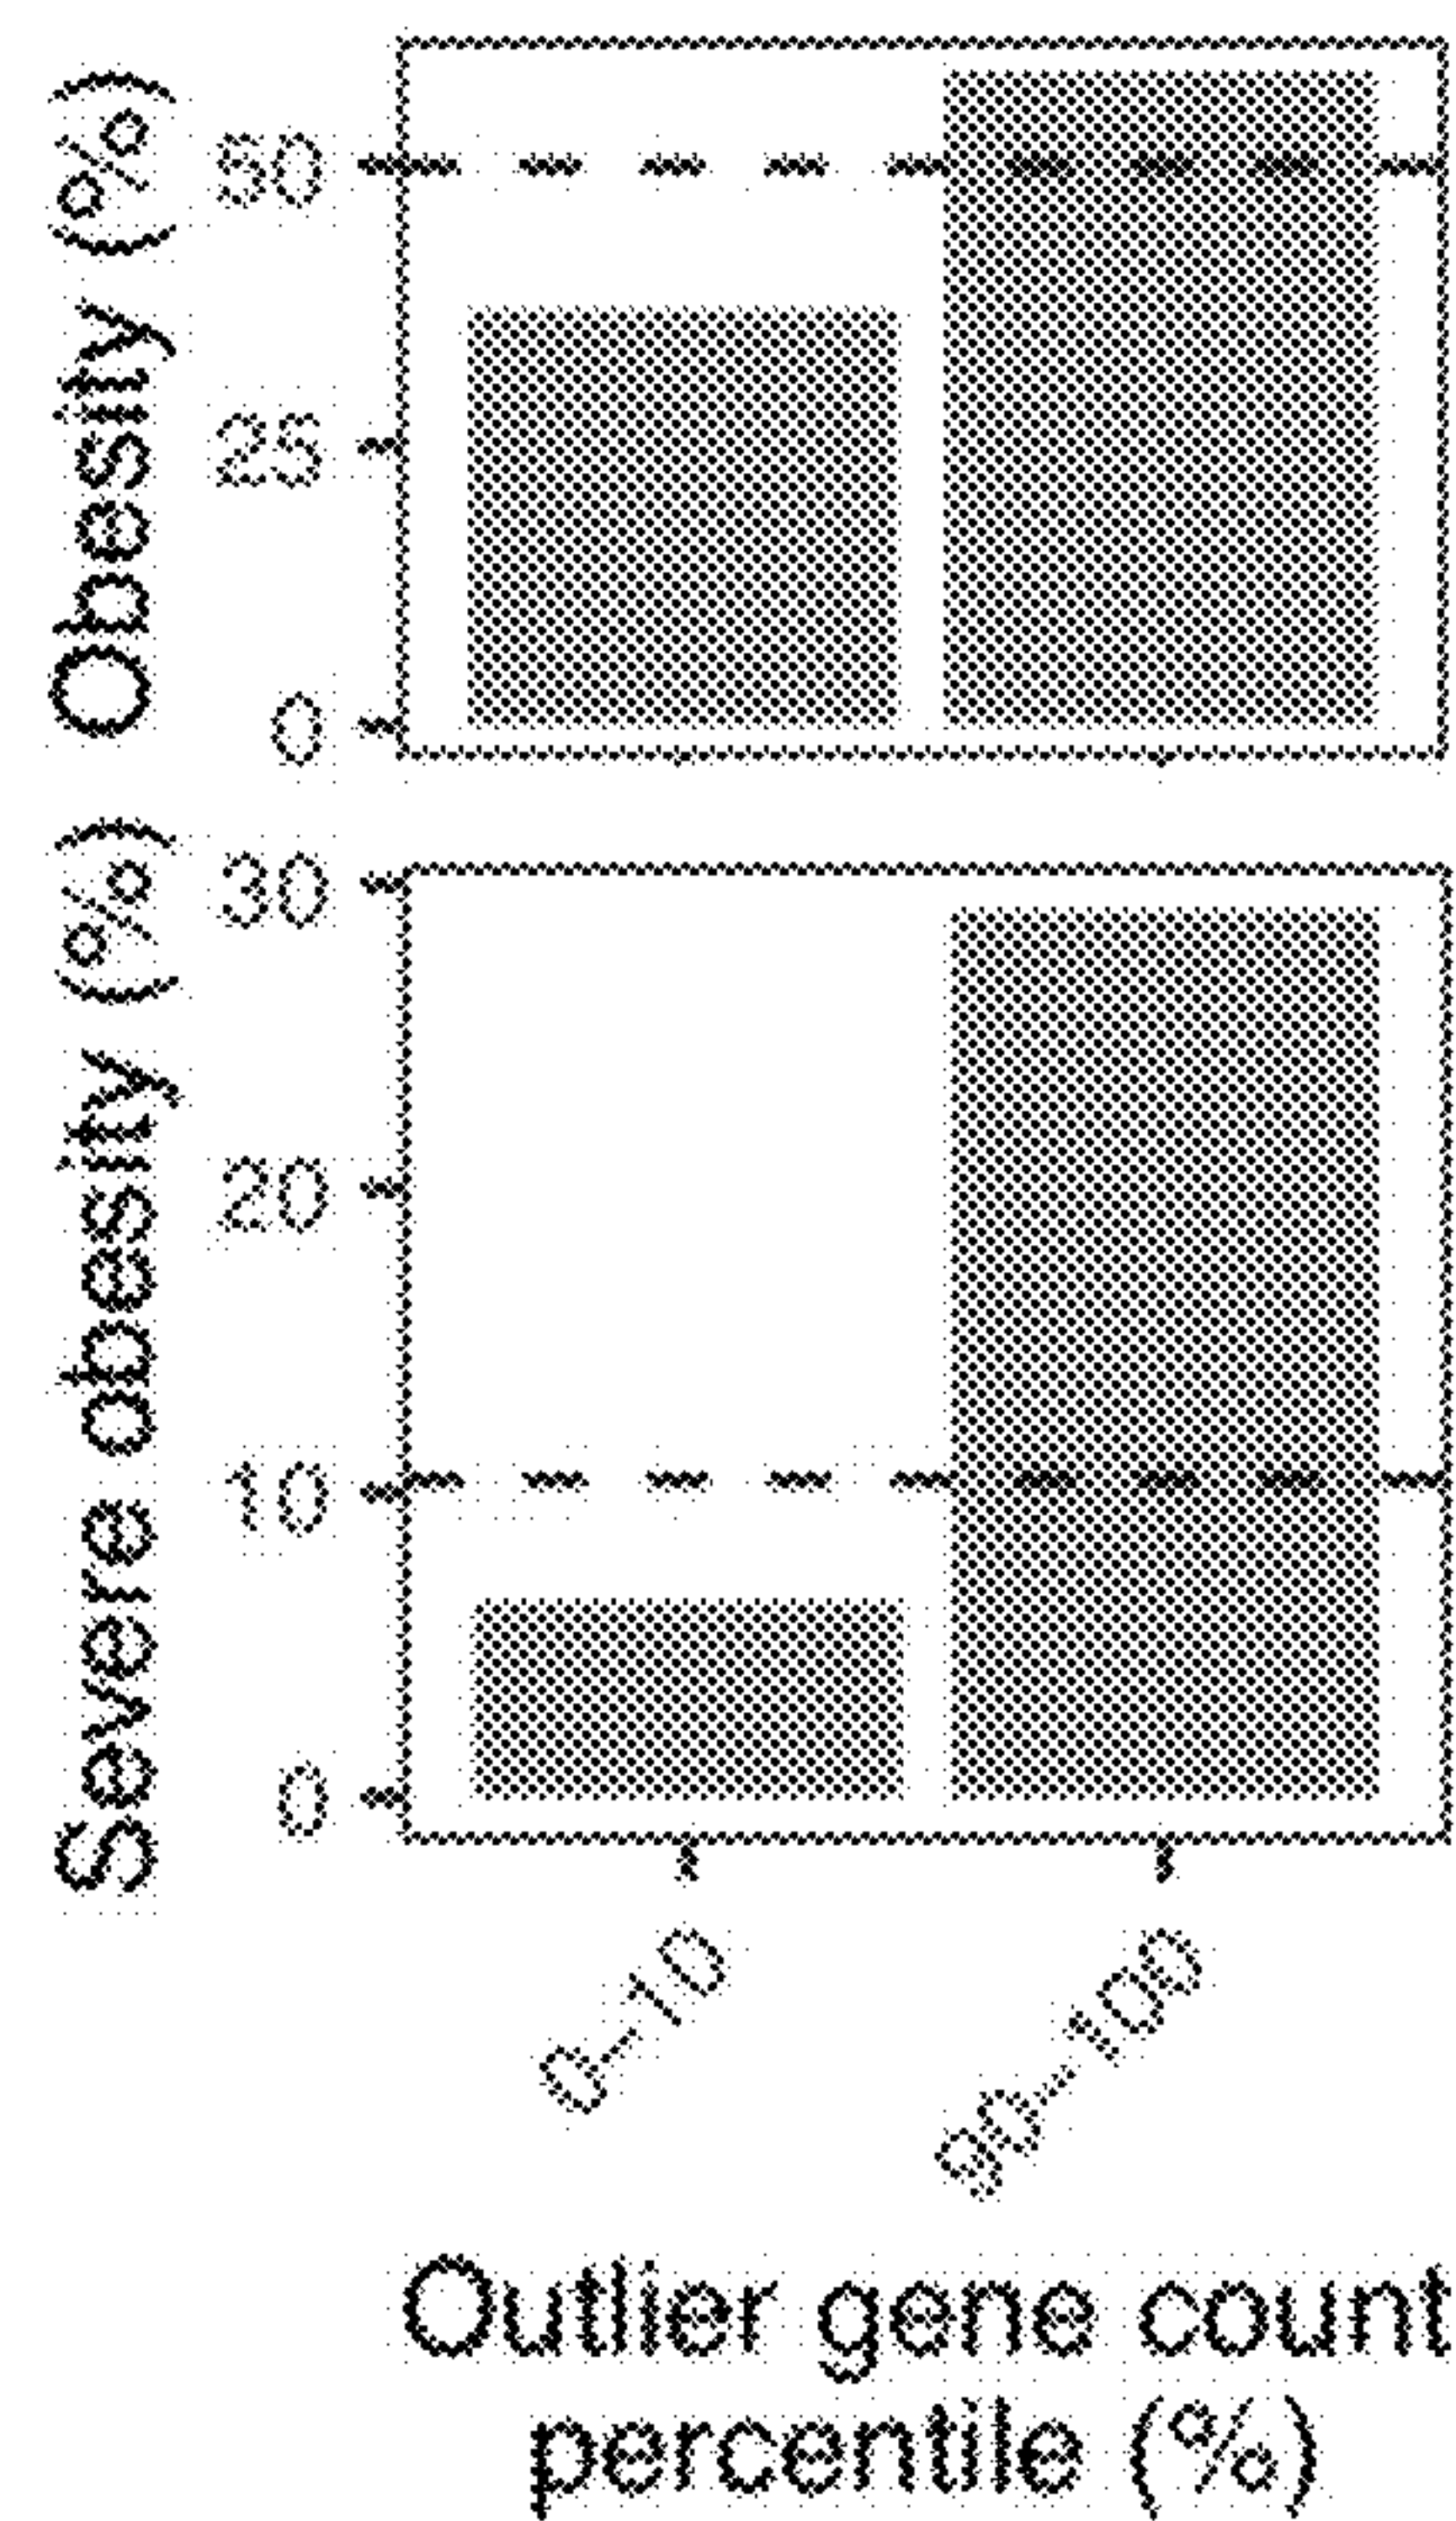 Obesity (%)
50
25
0
Severe obesity (%)
30
20
10
0
0–10
90–100
Outlier gene count
percentile (%)